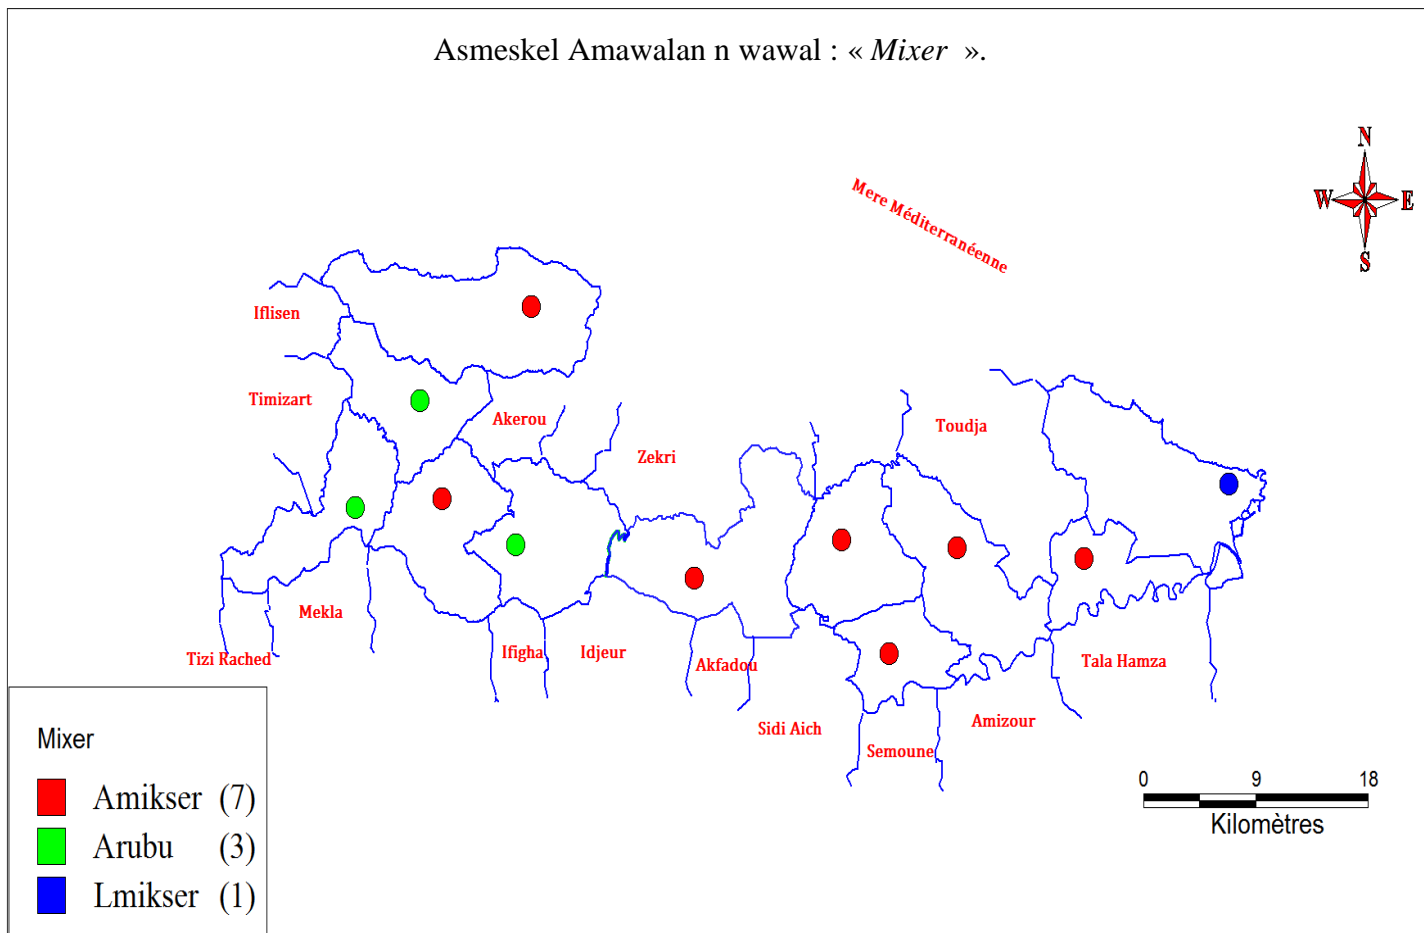 Asmeskel Amawalan n wawal : « Mixer ».
N
W E
S
Mere Méditerranéenne
Iflisen
Timizart
Akerou
Toudja
Zekri
Mekla
Tizi Rached
Ifigha
Idjeur
Akfadou
Tala Hamza
Sidi Aich
Amizour
Semoune
Mixer
Amikser (7)
Arubu (3)
Lmikser (1)
0 9 18
Kilomètres